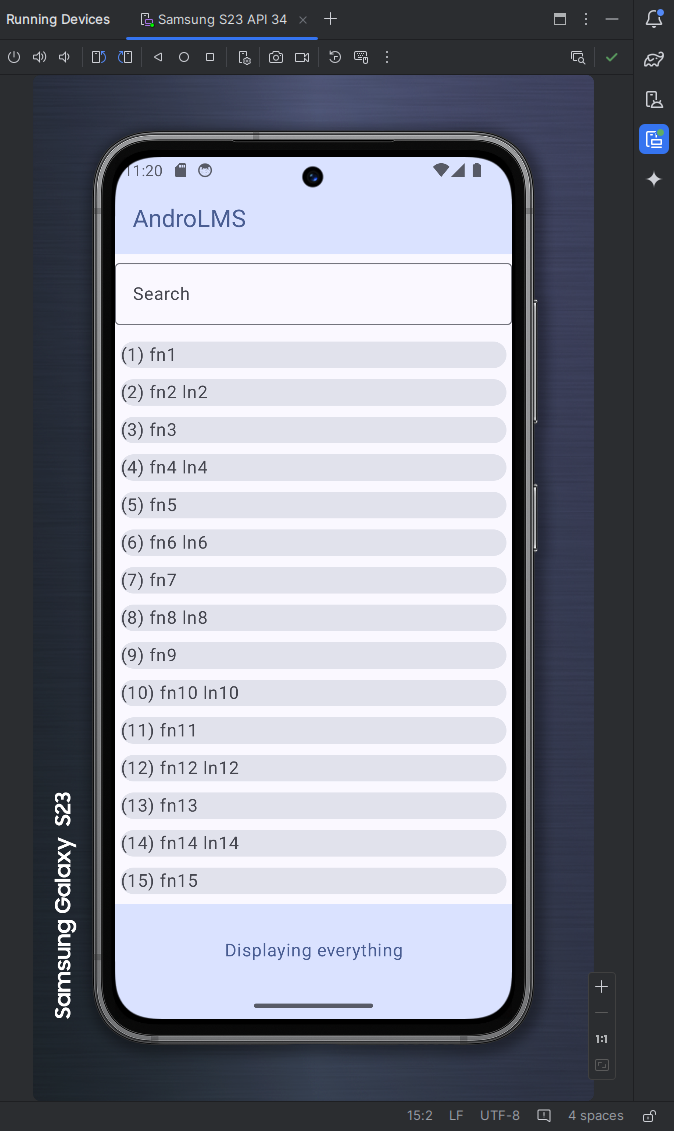 Running Devices
Samsung S23 API 34
11:20
AndroLMS
Search
(1) fn1
(2) fn2 ln2
(3) fn3
(4) fn4 ln4
(5) fn5
(6) fn6 ln6
(7) fn7
(8) fn8 ln8
(9) fn9
(10) fn10 ln10
(11) fn11
(12) fn12 ln12
(13) fn13
(14) fn14 ln14
(15) fn15
Displaying everything
Samsung Galaxy S23
1:1
15:2 LF UTF-8 4 spaces